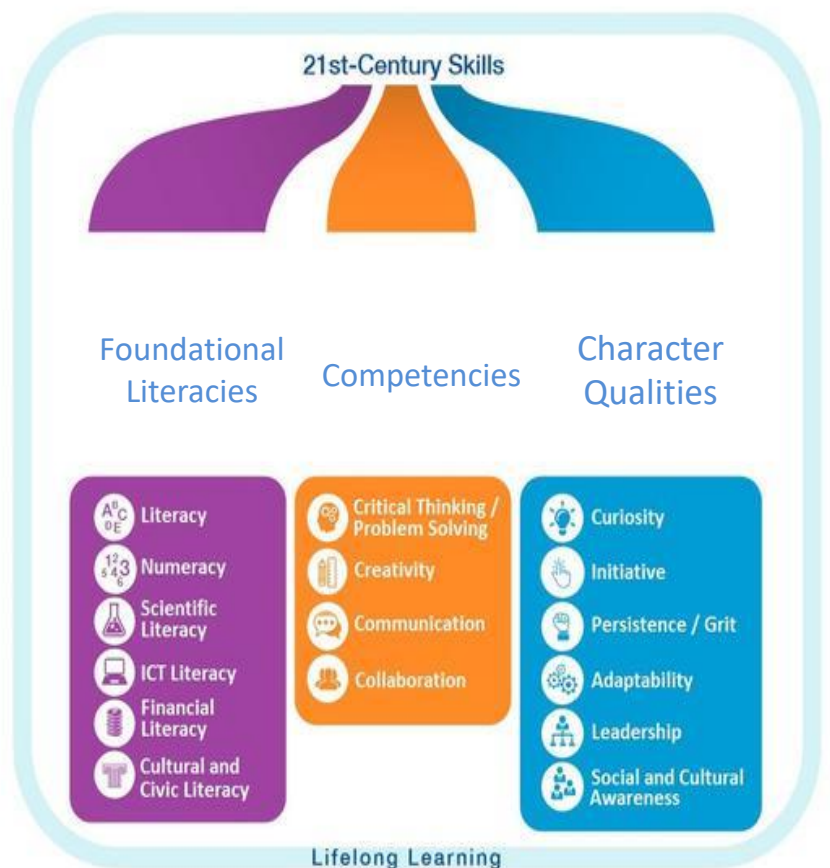 21st-Century Skills
Foundational
Literacies
Competencies
Character
Qualities
Literacy
Numeracy
Scientific
Literacy
ICT Literacy
Financial
Literacy
Cultural and
Civic Literacy
Critical Thinking /
Problem Solving
Creativity
Communication
Collaboration
Curiosity
Initiative
Persistence / Grit
Adaptability
Leadership
Social and Cultural
Awareness
Lifelong Learning